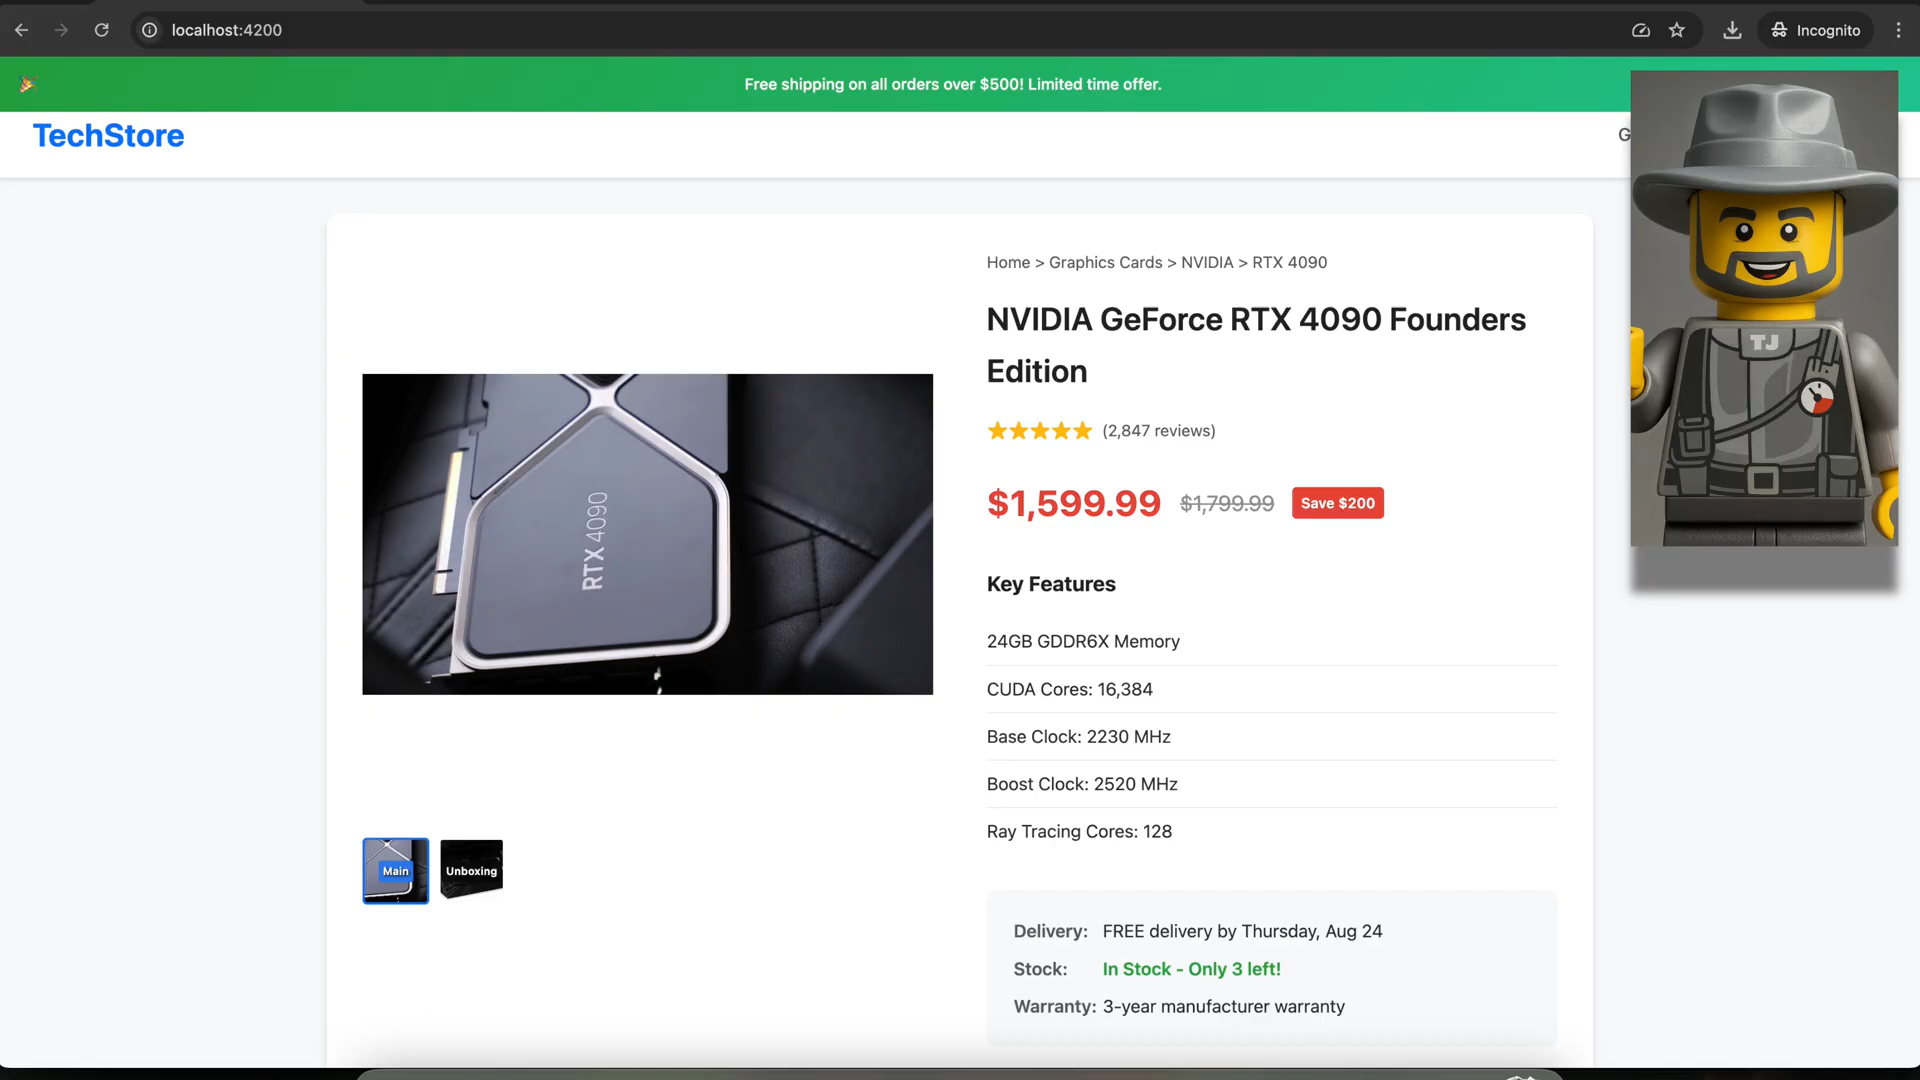 localhost:4200
Incognito
Free shipping on all orders over $500! Limited time offer.
TechStore
G
TJ
Home > Graphics Cards > NVIDIA > RTX 4090
NVIDIA GeForce RTX 4090 Founders
Edition
(2,847 reviews)
$1,599.99 $1,799.99 Save $200
RTX 4090
Key Features
24GB GDDR6X Memory
CUDA Cores: 16,384
Base Clock: 2230 MHz
Boost Clock: 2520 MHz
Ray Tracing Cores: 128
Main
Unboxing
Delivery: FREE delivery by Thursday, Aug 24
Stock: In Stock - Only 3 left!
Warranty: 3-year manufacturer warranty